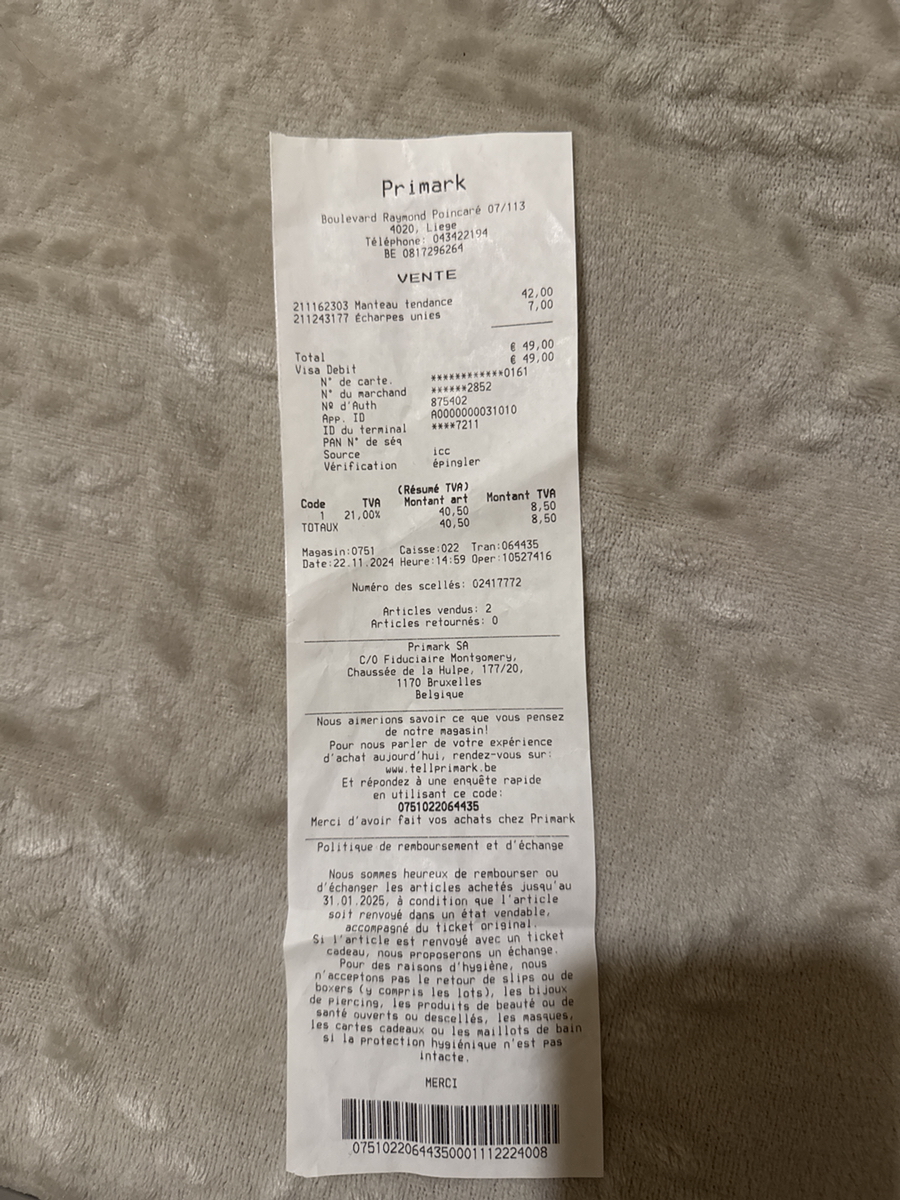 Primark
Boulevard Raymond Poincaré 07/113
4020, Liege
Téléphone: 043422194
BE 0817296264
VENTE
211162303 Manteau tendance 42,00
211243177 Écharpes unies 7,00
Total € 49,00
Visa Debit € 49,00
N° de carte. ************0161
N° du marchand ******2852
Nº d'Auth 875402
App. ID A0000000031010
ID du terminal ****7211
PAN N° de séq
Source icc
Vérification épingler
(Résumé TVA)
Code TVA Montant art Montant TVA
1 21,00% 40,50 8,50
TOTAUX 40,50 8,50
Magasin:0751 Caisse:022 Tran:064435
Date:22.11.2024 Heure:14:59 Oper:10527416
Numéro des scellés: 02417772
Articles vendus: 2
Articles retournés: 0
Primark SA
C/O Fiduciaire Montgomery,
Chaussée de la Hulpe, 177/20,
1170 Bruxelles
Belgique
Nous aimerions savoir ce que vous pensez
de notre magasin!
Pour nous parler de votre expérience
d'achat aujourd'hui, rendez-vous sur:
www.tellprimark.be
Et répondez à une enquête rapide
en utilisant ce code:
0751022064435
Merci d'avoir fait vos achats chez Primark
Politique de remboursement et d'échange
Nous sommes heureux de rembourser ou
d'échanger les articles achetés jusqu'au
31.01.2025, à condition que l'article
soit renvoyé dans un état vendable,
accompagné du ticket original.
Si l'article est renvoyé avec un ticket
cadeau, nous proposerons un échange.
Pour des raisons d'hygiène, nous
n'acceptons pas le retour de slips ou de
boxers (y compris les lots), les bijoux
de piercing, les produits de beauté ou de
santé ouverts ou descellés, les masques,
les cartes cadeaux ou les maillots de bain
si la protection hygiénique n'est pas
intacte.
MERCI
07510220644350001112224008